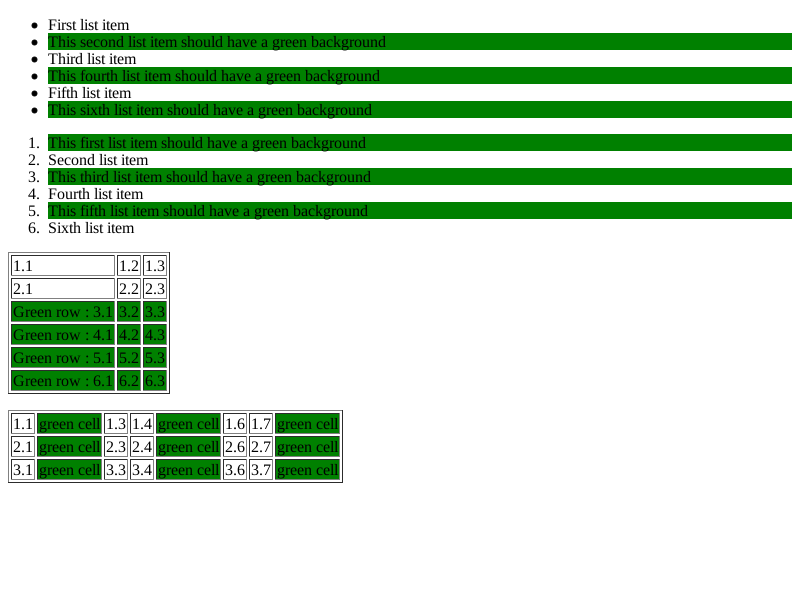 • First list item
• This second list item should have a green background
• Third list item
• This fourth list item should have a green background
• Fifth list item
• This sixth list item should have a green background
1. This first list item should have a green background
2. Second list item
3. This third list item should have a green background
4. Fourth list item
5. This fifth list item should have a green background
6. Sixth list item
1.1 1.2 1.3
2.1 2.2 2.3
Green row : 3.1 3.2 3.3
Green row : 4.1 4.2 4.3
Green row : 5.1 5.2 5.3
Green row : 6.1 6.2 6.3
1.1 green cell 1.3 1.4 green cell 1.6 1.7 green cell
2.1 green cell 2.3 2.4 green cell 2.6 2.7 green cell
3.1 green cell 3.3 3.4 green cell 3.6 3.7 green cell